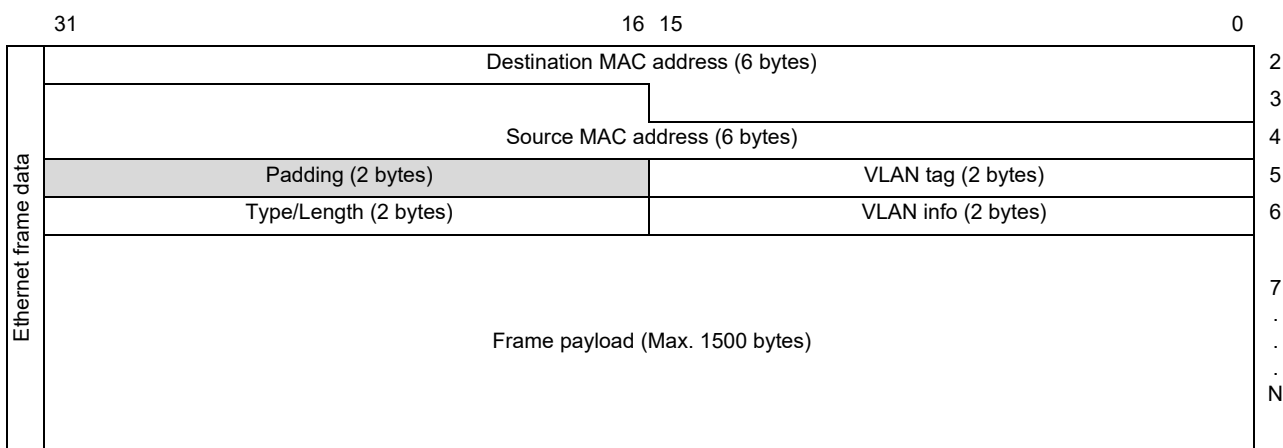 31 16 15 0
Destination MAC address (6 bytes) 2
3
Source MAC address (6 bytes) 4
Padding (2 bytes) VLAN tag (2 bytes) 5
Type/Length (2 bytes) VLAN info (2 bytes) 6
Ethernet frame data
7
.
Frame payload (Max. 1500 bytes)
.
.
N